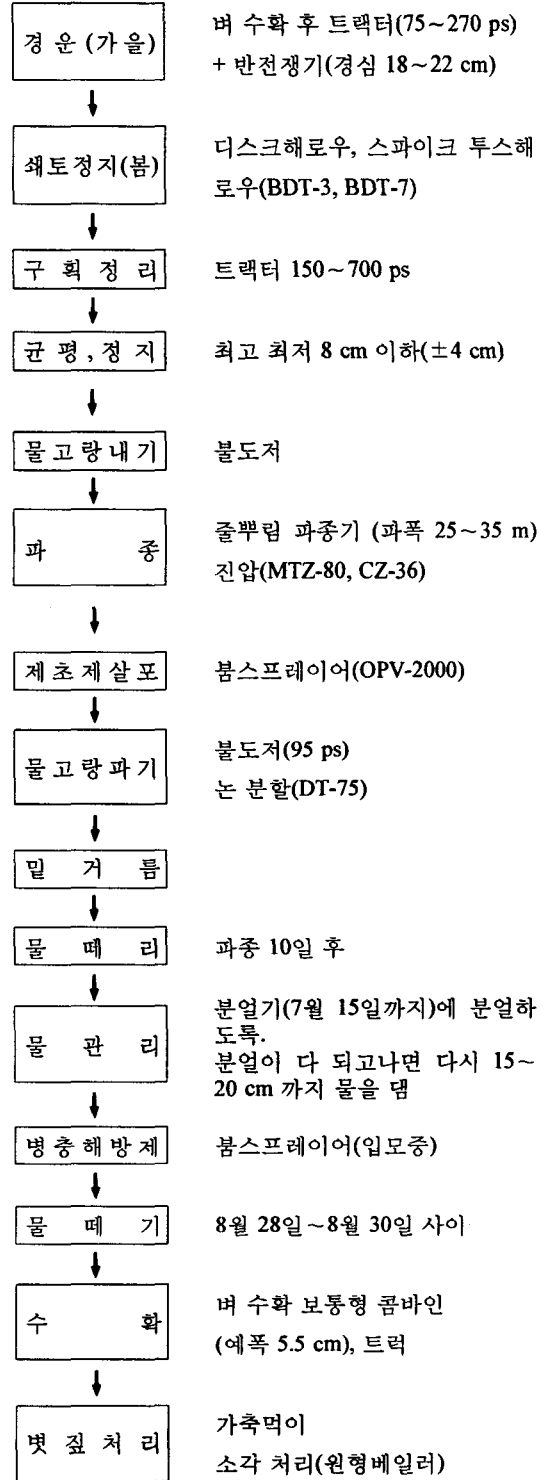 경 운 (가 을)
벼 수확 후 트랙터(75~270 ps)
+ 반전쟁기(경심 18~22 cm)
쇄토정지(봄)
디스크해로우, 스파이크 투스해
로우(BDT-3, BDT-7)
구 획 정 리
트랙터 150~700 ps
균 평 , 정 지
최고 최저 8 cm 이하(±4 cm)
물 고 랑 내 기
불도저
파 종
줄뿌림 파종기 (파폭 25~35 m)
진압(MTZ-80, CZ-36)
제 초 제 살 포
붐스프레이어(OPV-2000)
물 고 랑 파 기
불도저(95 ps)
논 분할(DT-75)
밑 거 름
물 떼 리
파종 10일 후
물 관 리
분얼기(7월 15일까지)에 분얼하
도록.
분얼이 다 되고나면 다시 15~
20 cm 까지 물을 댐
병 충 해 방 제
붐스프레이어(입모중)
물 떼 기
8월 28일~8월 30일 사이
수 확
벼 수확 보통형 콤바인
(예폭 5.5 cm), 트럭
볏 짚 처 리
가축먹이
소각 처리(원형베일러)